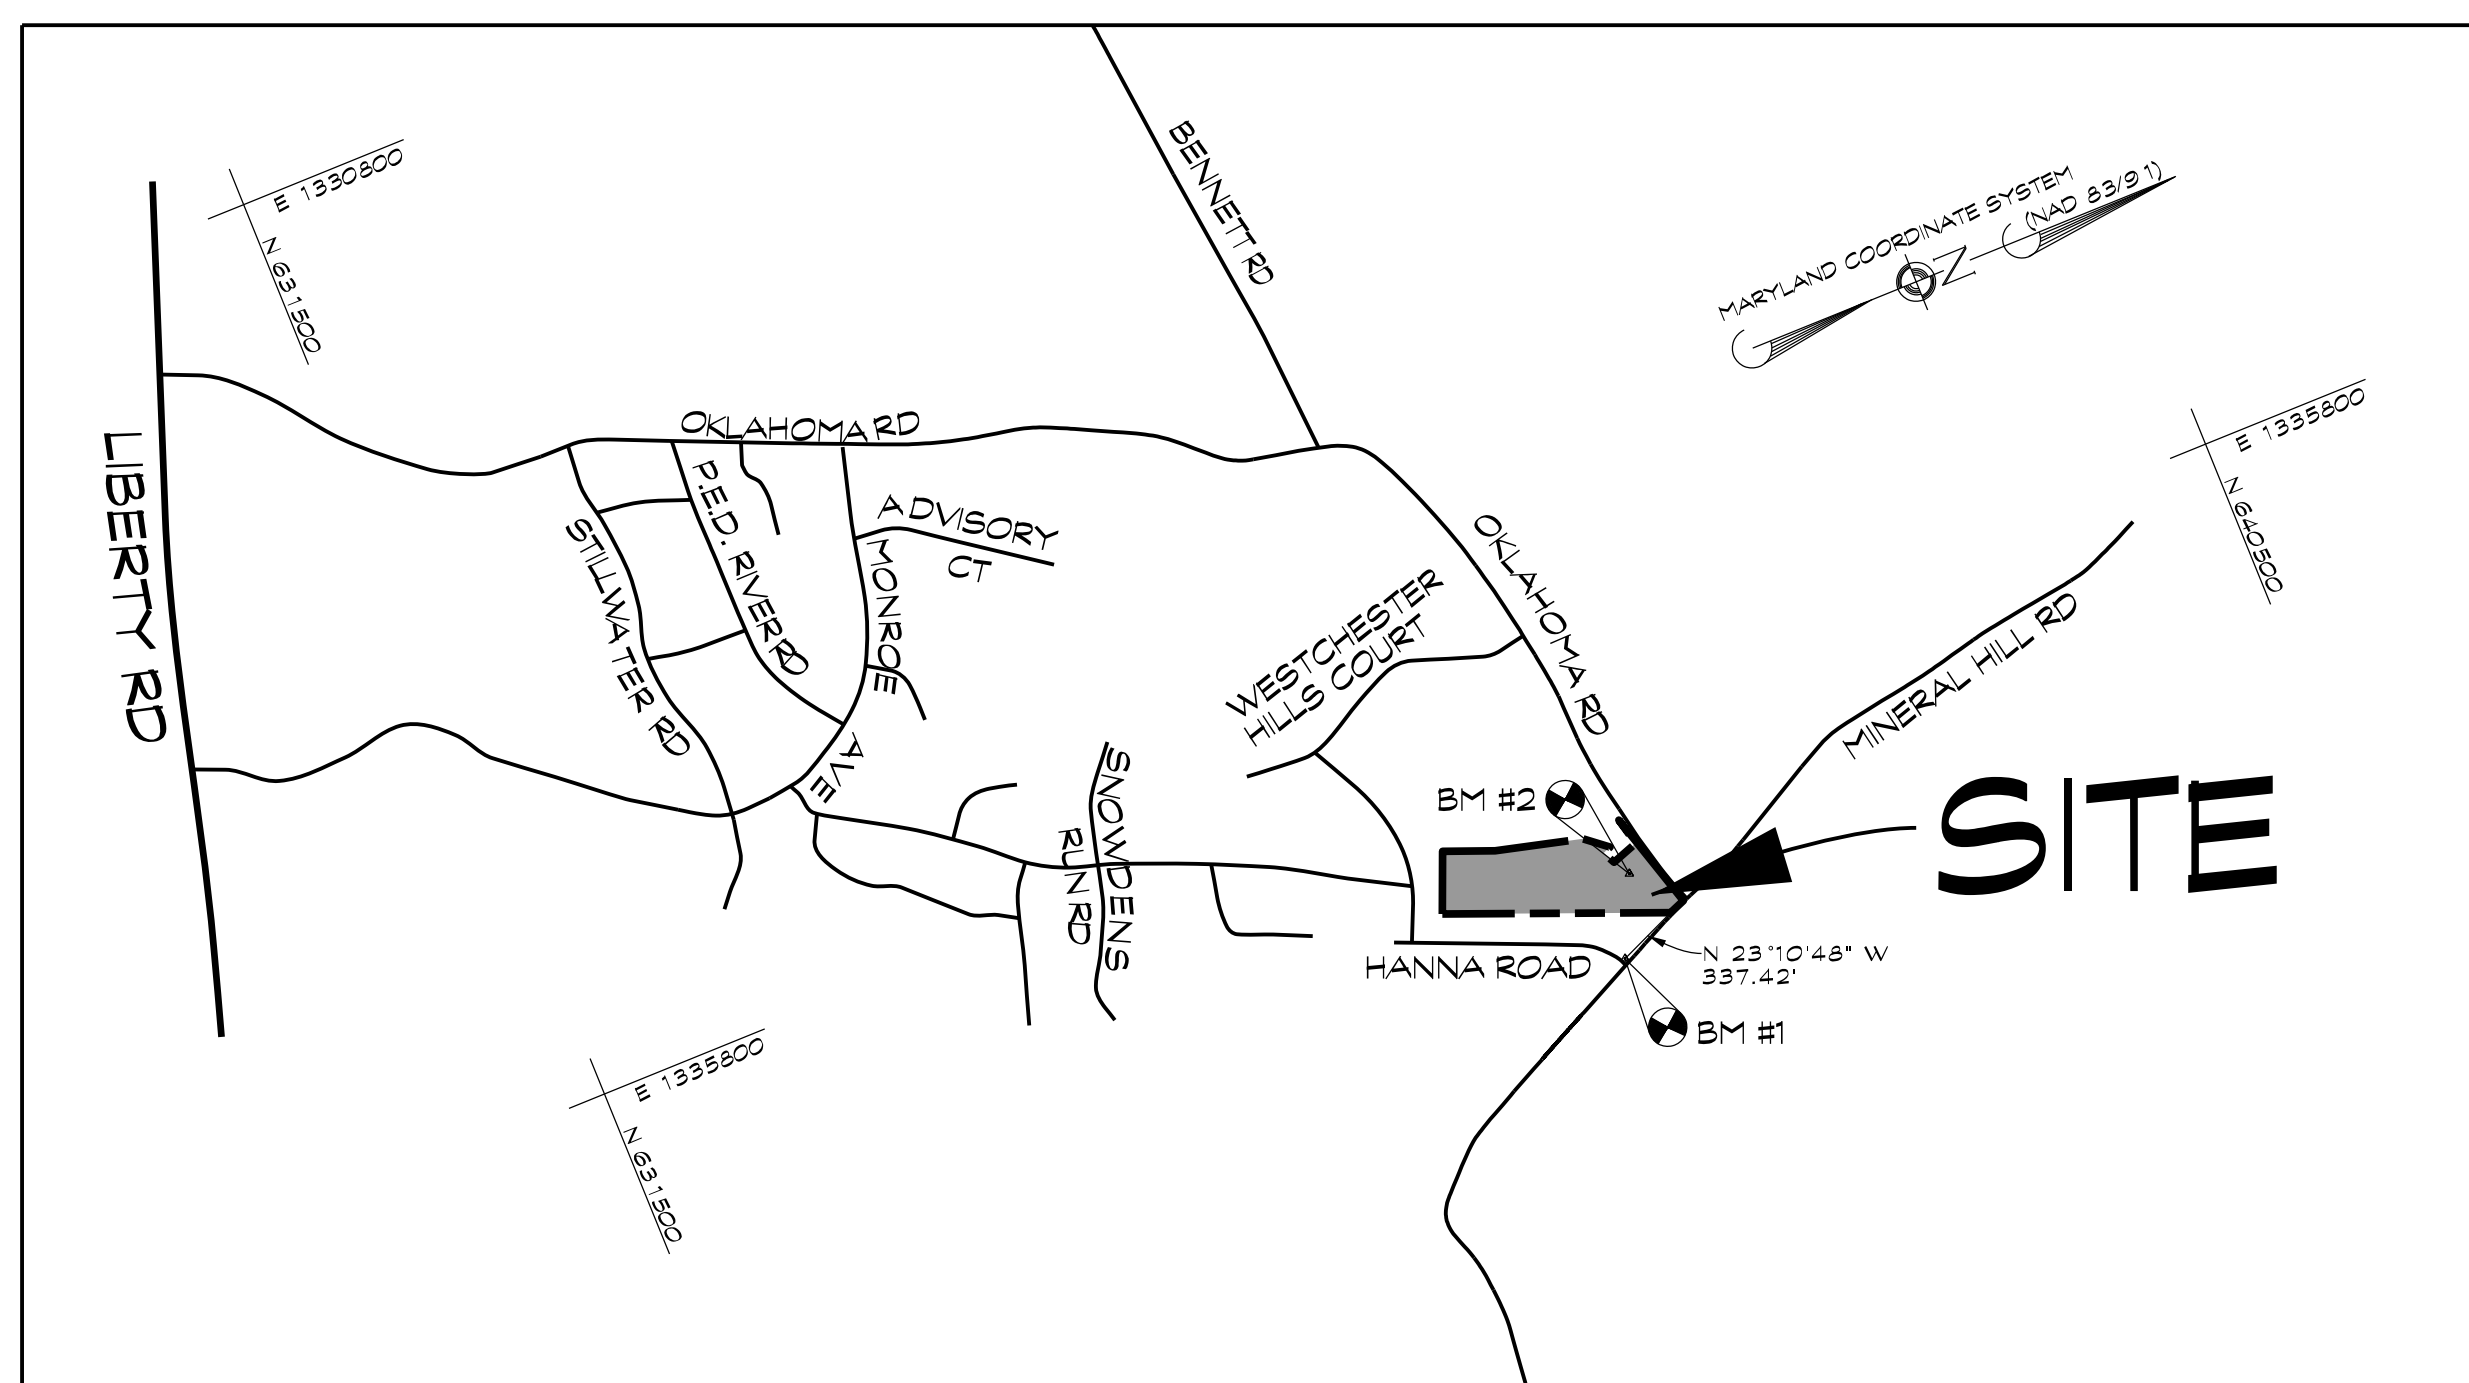 BENNETT RD
E 1330800
N 631500
MARYLAND COORDINATE SYSTEM
(NAD 83/91)
N
E 1335800
N 640500
LIBERTY RD
OKLAHOMA RD
P.E.D. RIVER RD
STILLWATER RD
ADVISORY
CT
MONROE
AVE
OKLAHOMA RD
WESTCHESTER
HILLS COURT
MINERAL HILL RD
SNOWDENS
RUN RD
BM #2
SITE
HANNA ROAD
N 23°10'48" W
337.42'
BM #1
E 1335800
N 631500